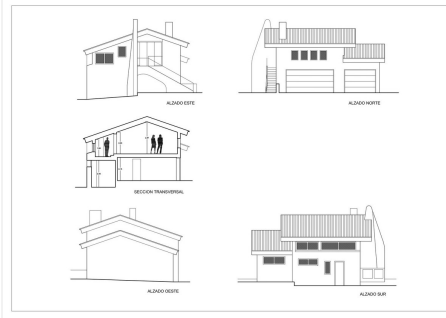 ALZADO ESTE
ALZADO NORTE
SECCION TRANSVERSAL
ALZADO OESTE
ALZADO SUR